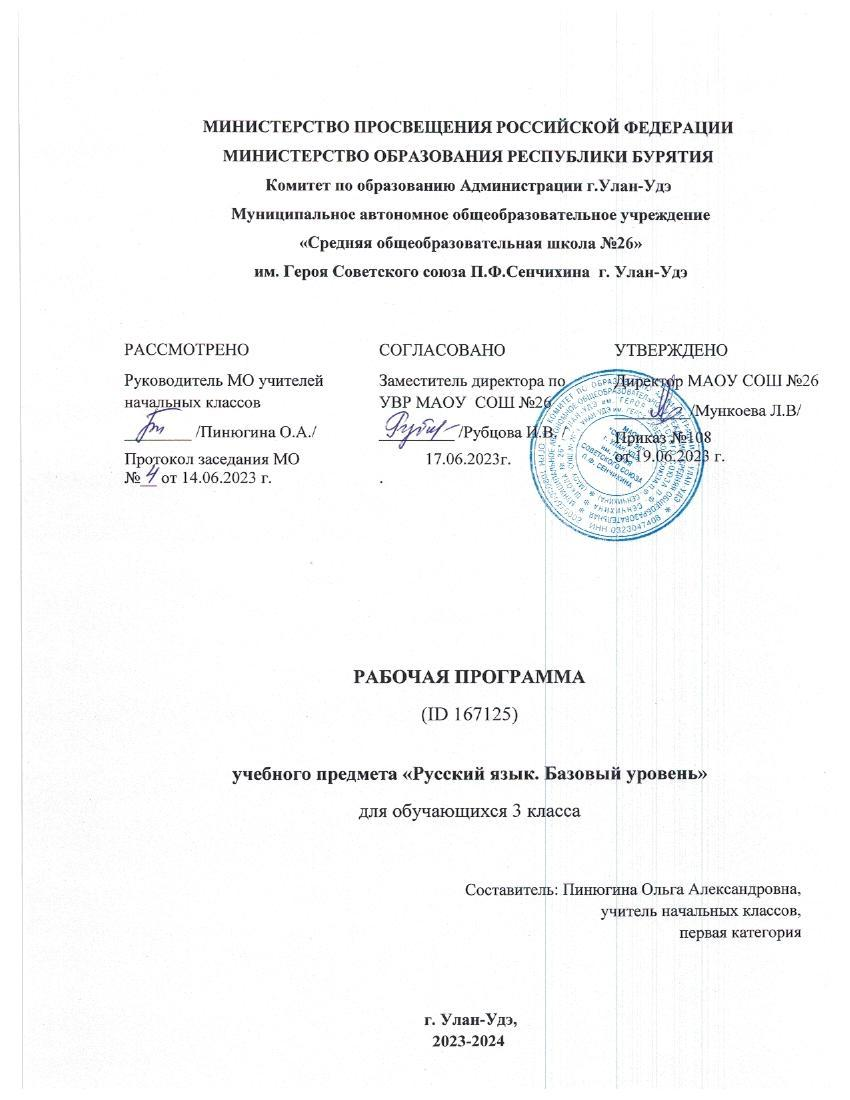 МИНИСТЕРСТВО ПРОСВЕЩЕНИЯ РОССИЙСКОЙ ФЕДЕРАЦИИ
МИНИСТЕРСТВО ОБРАЗОВАНИЯ РЕСПУБЛИКИ БУРЯТИЯ
Комитет по образованию Администрации г.Улан-Удэ
Муниципальное автономное общеобразовательное учреждение
«Средняя общеобразовательная школа №26»
им. Героя Советского союза П.Ф.Сенчихина г. Улан-Удэ
РАССМОТРЕНО
Руководитель МО учителей
начальных классов
/Пинюгина О.А./
Протокол заседания МО
№ 4 от 14.06.2023 г.
СОГЛАСОВАНО
Заместитель директора по
УВР МАОУ СОШ №26
/Рубцова И.В.
17.06.2023г.
.
УТВЕРЖДЕНО
Директор МАОУ СОШ №26
/Мункоева Л.В/
Приказ №108
от 19.06.2023 г.
СОВЕТСКОГО СОЮЗА
П.Ф. СЕНЧИХИНА
ИНН 0323047408
РАБОЧАЯ ПРОГРАММА
(ID 167125)
учебного предмета «Русский язык. Базовый уровень»
для обучающихся 3 класса
Составитель: Пинюгина Ольга Александровна,
учитель начальных классов,
первая категория
г. Улан-Удэ,
2023-2024